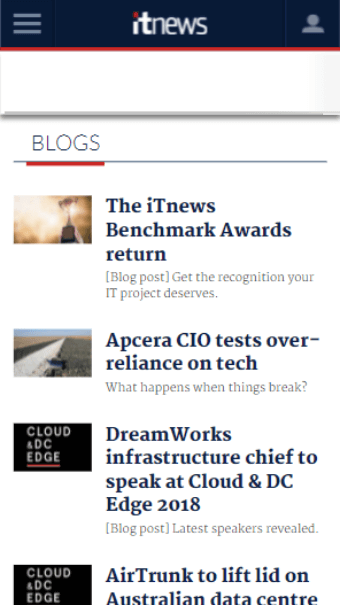 itnews
BLOGS
The iTnews
Benchmark Awards
return
[Blog post] Get the recognition your
IT project deserves.
Apcera CIO tests over-
reliance on tech
What happens when things break?
CLOUD
&DC
EDGE
DreamWorks
infrastructure chief to
speak at Cloud & DC
Edge 2018
[Blog post] Latest speakers revealed.
CLOUD
&DC
EDGE
AirTrunk to lift lid on
Australian data centre